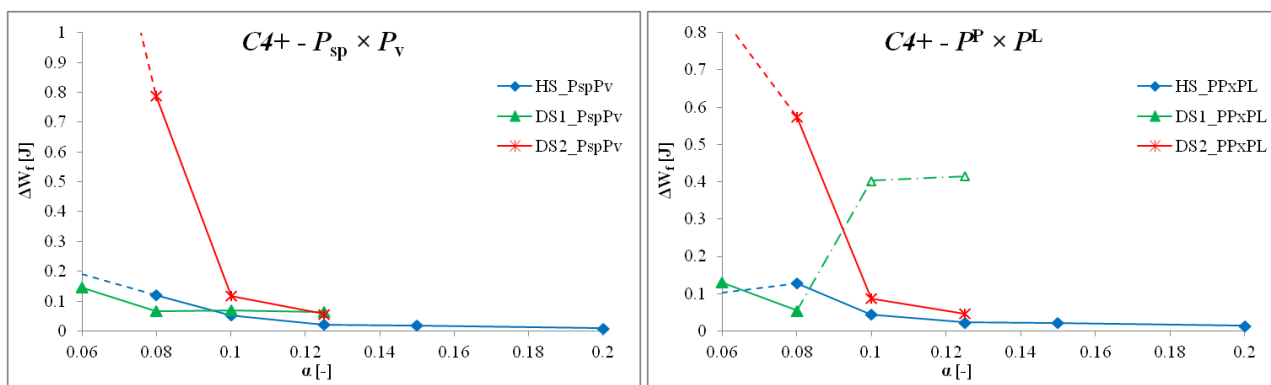 C4+ - Psp × Pv
1
0.9
0.8
0.7
0.6
0.5
0.4
0.3
0.2
0.1
0
ΔWf [J]
HS_PspPv
DS1_PspPv
DS2_PspPv
0.06 0.08 0.1 0.12 0.14 0.16 0.18 0.2
α [-]
C4+ - PP × PL
0.8
0.7
0.6
0.5
0.4
0.3
0.2
0.1
0
ΔWf [J]
HS_PPxPL
DS1_PPxPL
DS2_PPxPL
0.06 0.08 0.1 0.12 0.14 0.16 0.18 0.2
α [-]